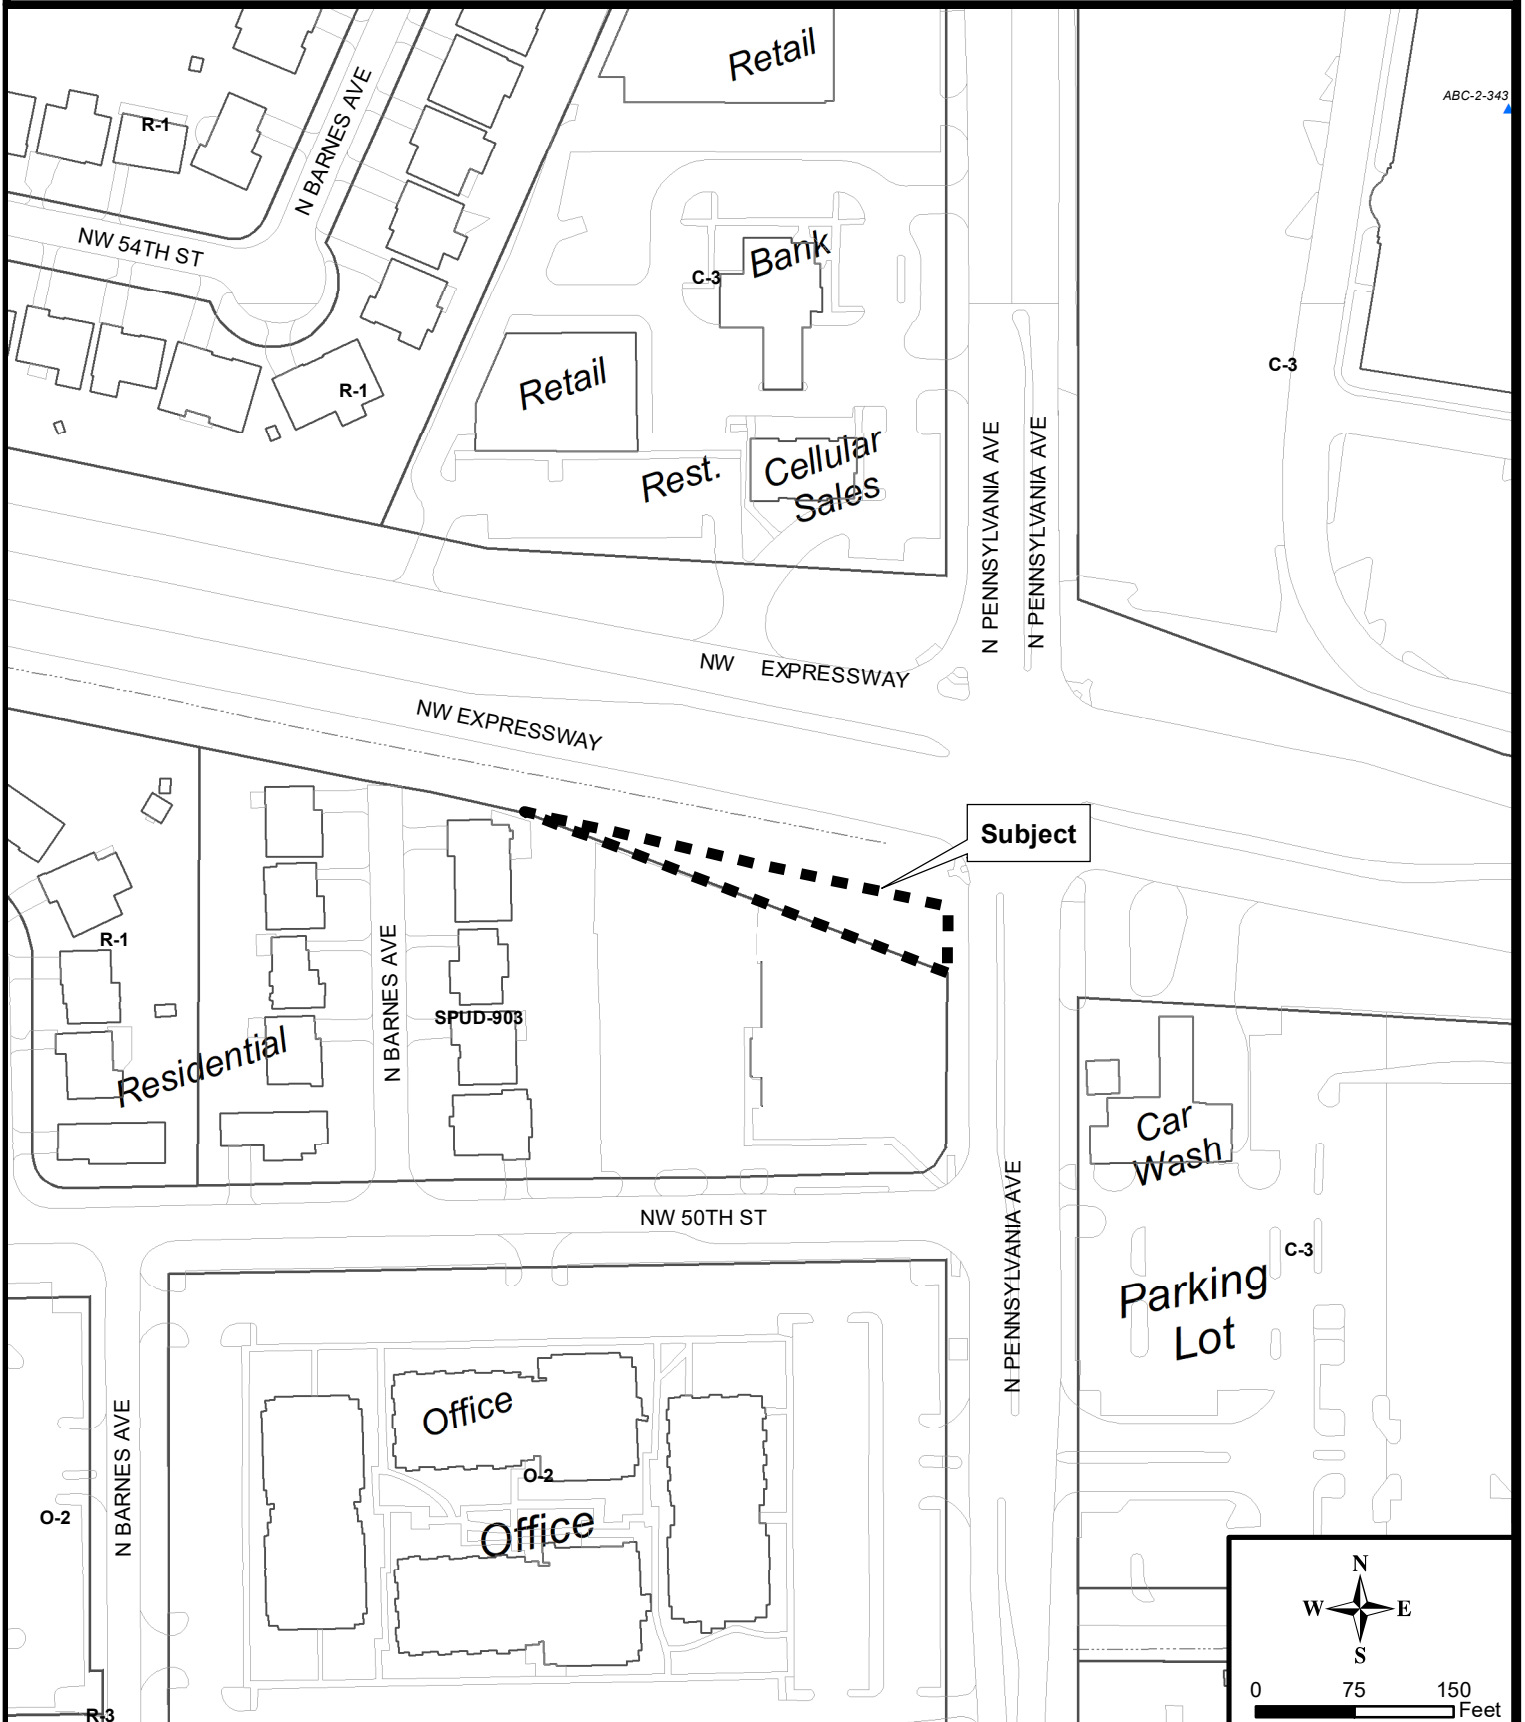 Retail
ABC-2-343
R-1
N BARNES AVE
NW 54TH ST
Bank
C-3
C-3
Retail
R-1
Cellular
Sales
Rest.
N PENNSYLVANIA AVE
N PENNSYLVANIA AVE
NW EXPRESSWAY
NW EXPRESSWAY
Subject
R-1
N BARNES AVE
SPUD-903
Residential
Car
Wash
N PENNSYLVANIA AVE
NW 50TH ST
C-3
Parking
Lot
Office
O-2
Office
O-2
N BARNES AVE
R-3
N
W E
S
0 75 150
Feet